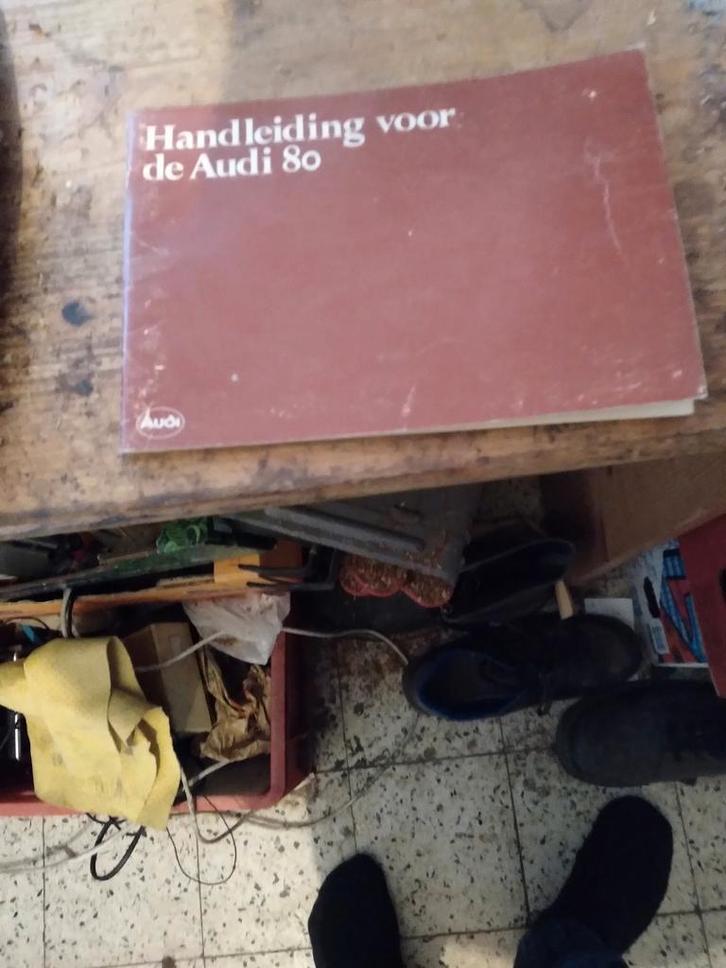 Handleiding voor
de Audi 80
Audi